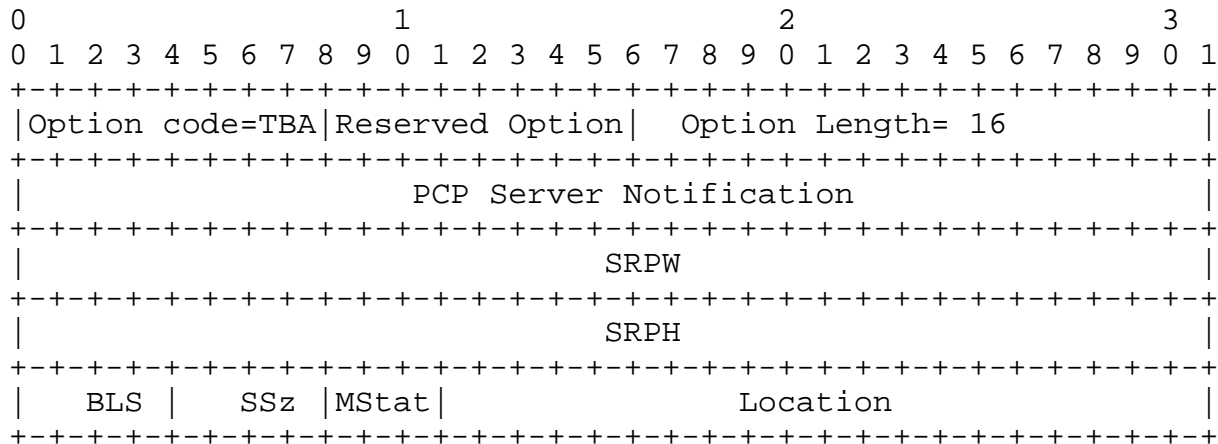 0                   1                   2                   3
0 1 2 3 4 5 6 7 8 9 0 1 2 3 4 5 6 7 8 9 0 1 2 3 4 5 6 7 8 9 0 1
+-+-+-+-+-+-+-+-+-+-+-+-+-+-+-+-+-+-+-+-+-+-+-+-+-+-+-+-+-+-+-+
|Option code=TBA|Reserved Option|  Option Length= 16            |
+-+-+-+-+-+-+-+-+-+-+-+-+-+-+-+-+-+-+-+-+-+-+-+-+-+-+-+-+-+-+-+
|                    PCP Server Notification                    |
+-+-+-+-+-+-+-+-+-+-+-+-+-+-+-+-+-+-+-+-+-+-+-+-+-+-+-+-+-+-+-+
|                              SRPW                             |
+-+-+-+-+-+-+-+-+-+-+-+-+-+-+-+-+-+-+-+-+-+-+-+-+-+-+-+-+-+-+-+
|                              SRPH                             |
+-+-+-+-+-+-+-+-+-+-+-+-+-+-+-+-+-+-+-+-+-+-+-+-+-+-+-+-+-+-+-+
|   BLS |   SSz |MStat|               Location                |
+-+-+-+-+-+-+-+-+-+-+-+-+-+-+-+-+-+-+-+-+-+-+-+-+-+-+-+-+-+-+-+